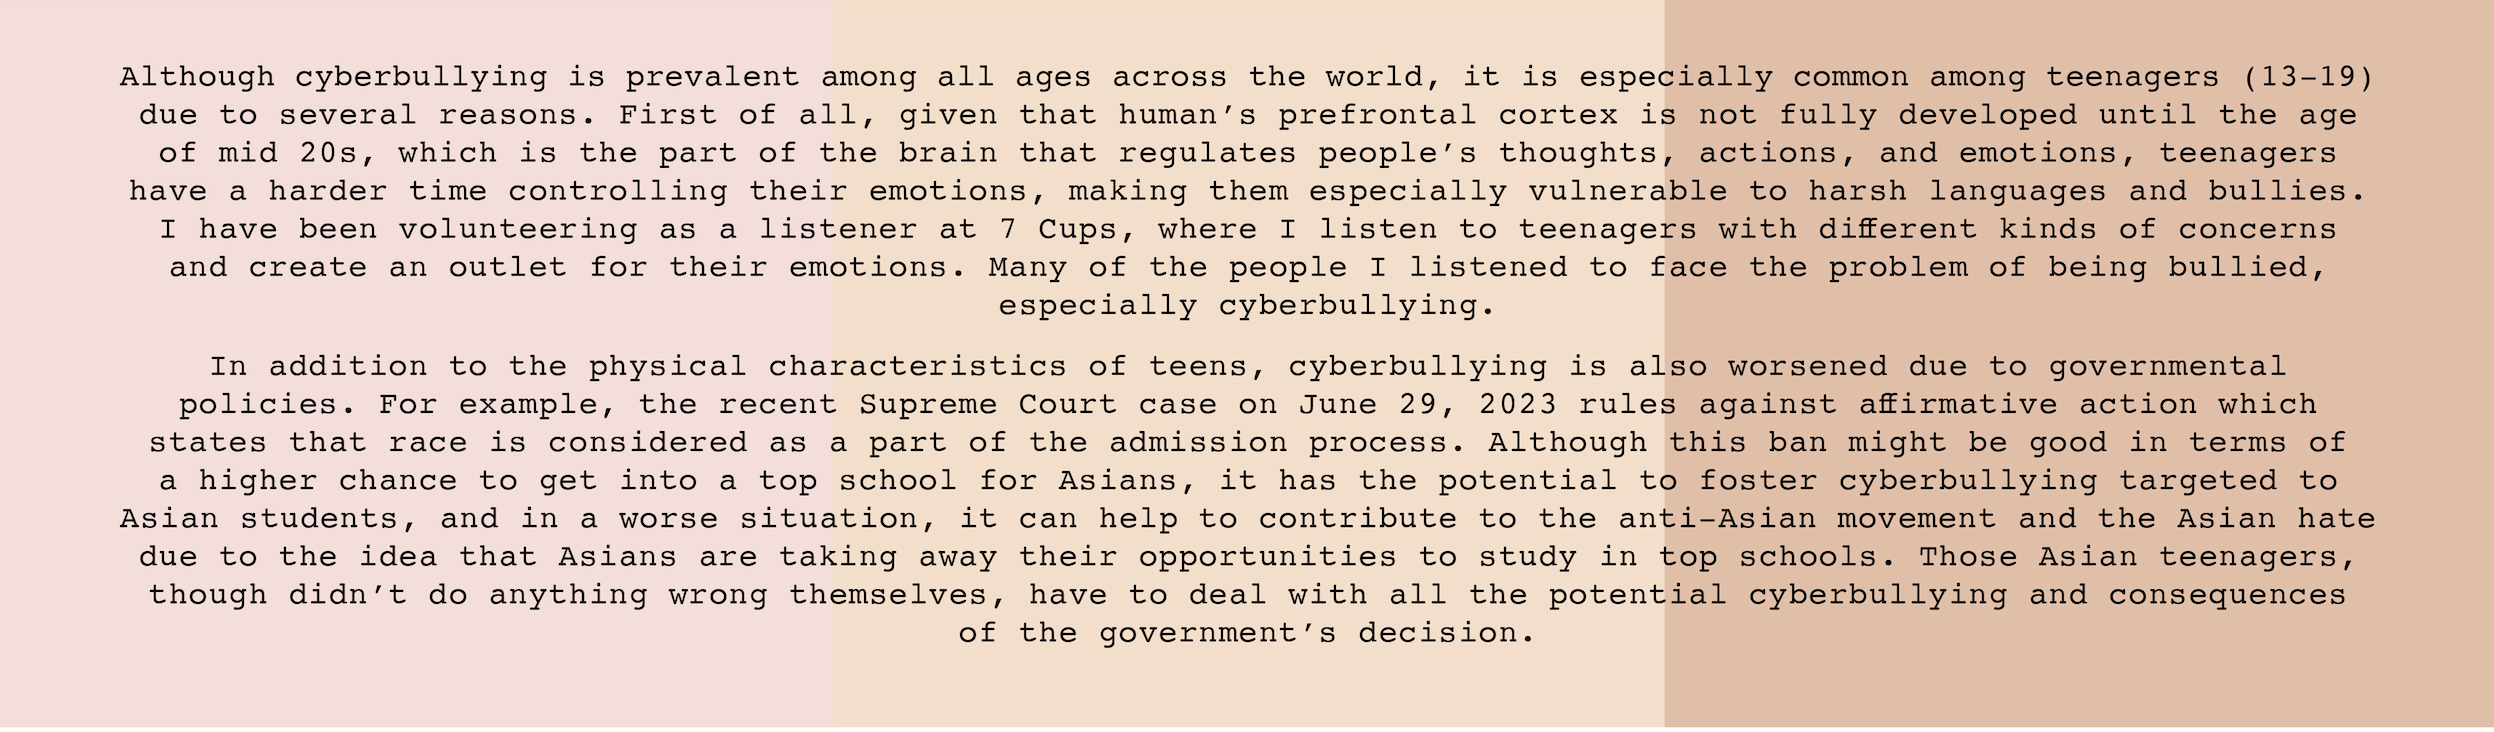 Although cyberbullying is prevalent among all ages across the world, it is especially common among teenagers (13-19)
due to several reasons. First of all, given that human's prefrontal cortex is not fully developed until the age
of mid 20s, which is the part of the brain that regulates people's thoughts, actions, and emotions, teenagers
have a harder time controlling their emotions, making them especially vulnerable to harsh languages and bullies.
I have been volunteering as a listener at 7 Cups, where I listen to teenagers with different kinds of concerns
and create an outlet for their emotions. Many of the people I listened to face the problem of being bullied,
especially cyberbullying.
In addition to the physical characteristics of teens, cyberbullying is also worsened due to governmental
policies. For example, the recent Supreme Court case on June 29, 2023 rules against affirmative action which
states that race is considered as a part of the admission process. Although this ban might be good in terms of
a higher chance to get into a top school for Asians, it has the potential to foster cyberbullying targeted to
Asian students, and in a worse situation, it can help to contribute to the anti-Asian movement and the Asian hate
due to the idea that Asians are taking away their opportunities to study in top schools. Those Asian teenagers,
though didn't do anything wrong themselves, have to deal with all the potential cyberbullying and consequences
of the government's decision.